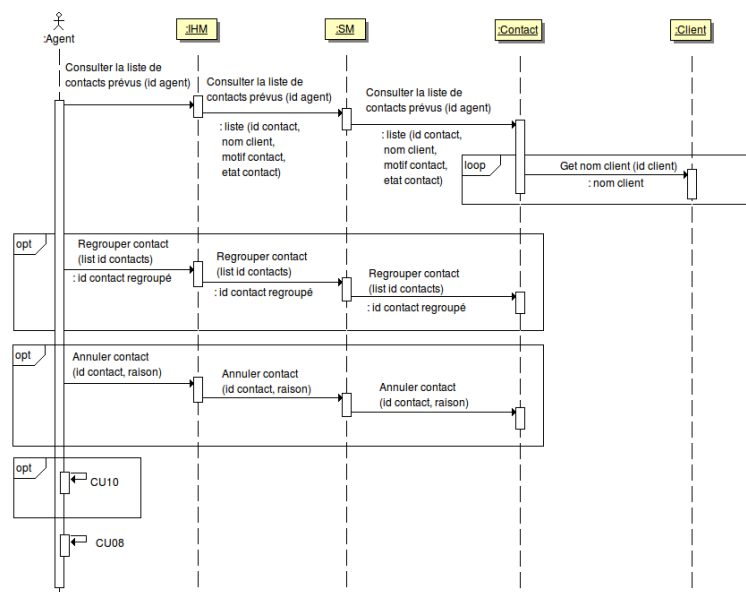 :Agent
:IHM
:SM
:Contact
:Client
Consulter la liste de
contacts prévus (id agent)
Consulter la liste de
contacts prévus (id agent)
Consulter la liste de
contacts prévus (id agent)
: liste (id contact,
nom client,
motif contact,
etat contact)
: liste (id contact,
nom client,
motif contact,
etat contact)
loop
Get nom client (id client)
: nom client
opt
Regrouper contact
(list id contacts)
: id contact regroupé
Regrouper contact
(list id contacts)
: id contact regroupé
Regrouper contact
(list id contacts)
: id contact regroupé
opt
Annuler contact
(id contact, raison)
Annuler contact
(id contact, raison)
Annuler contact
(id contact, raison)
opt
CU10
CU08